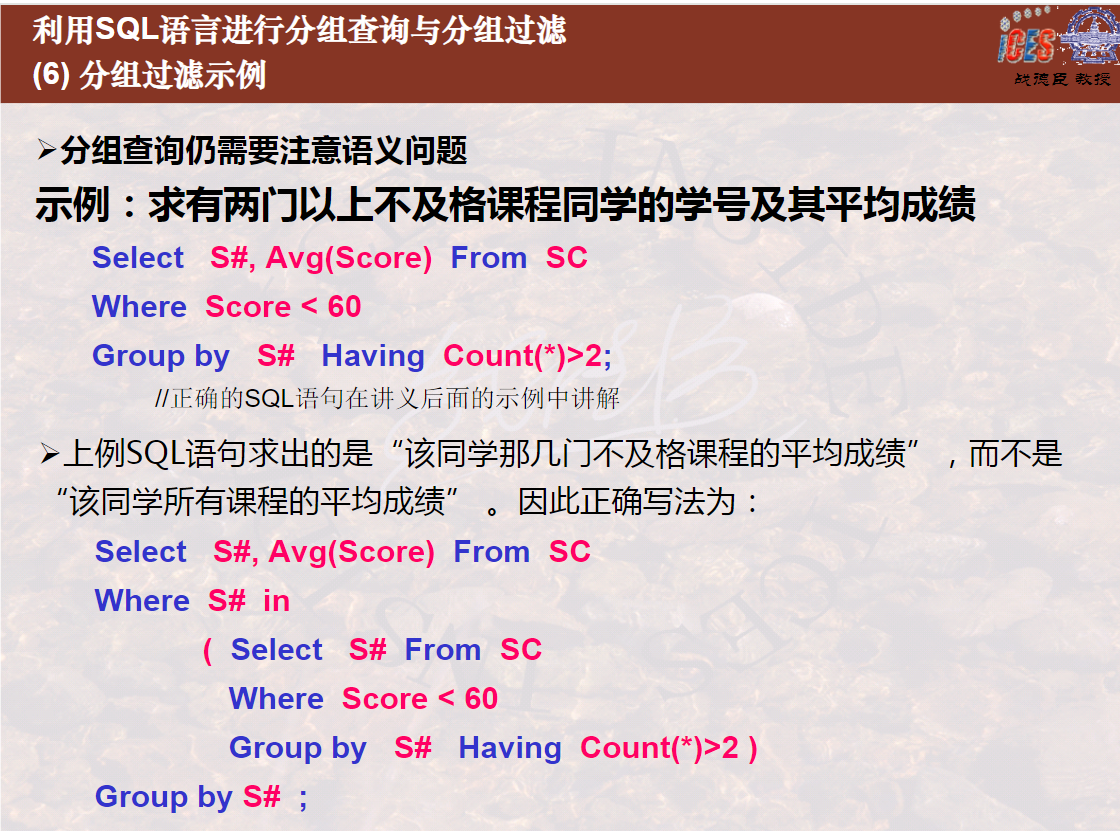 利用SQL语言进行分组查询与分组过滤
(6) 分组过滤示例
iCES
战德臣 教授
➢分组查询仍需要注意语义问题
示例：求有两门以上不及格课程同学的学号及其平均成绩
Select S#, Avg(Score) From SC
Where Score < 60
Group by S# Having Count(*)>2;
//正确的SQL语句在讲义后面的示例中讲解
➢上例SQL语句求出的是“该同学那几门不及格课程的平均成绩”，而不是
“该同学所有课程的平均成绩”。因此正确写法为：
Select S#, Avg(Score) From SC
Where S# in
( Select S# From SC
Where Score < 60
Group by S# Having Count(*)>2 )
Group by S# ;